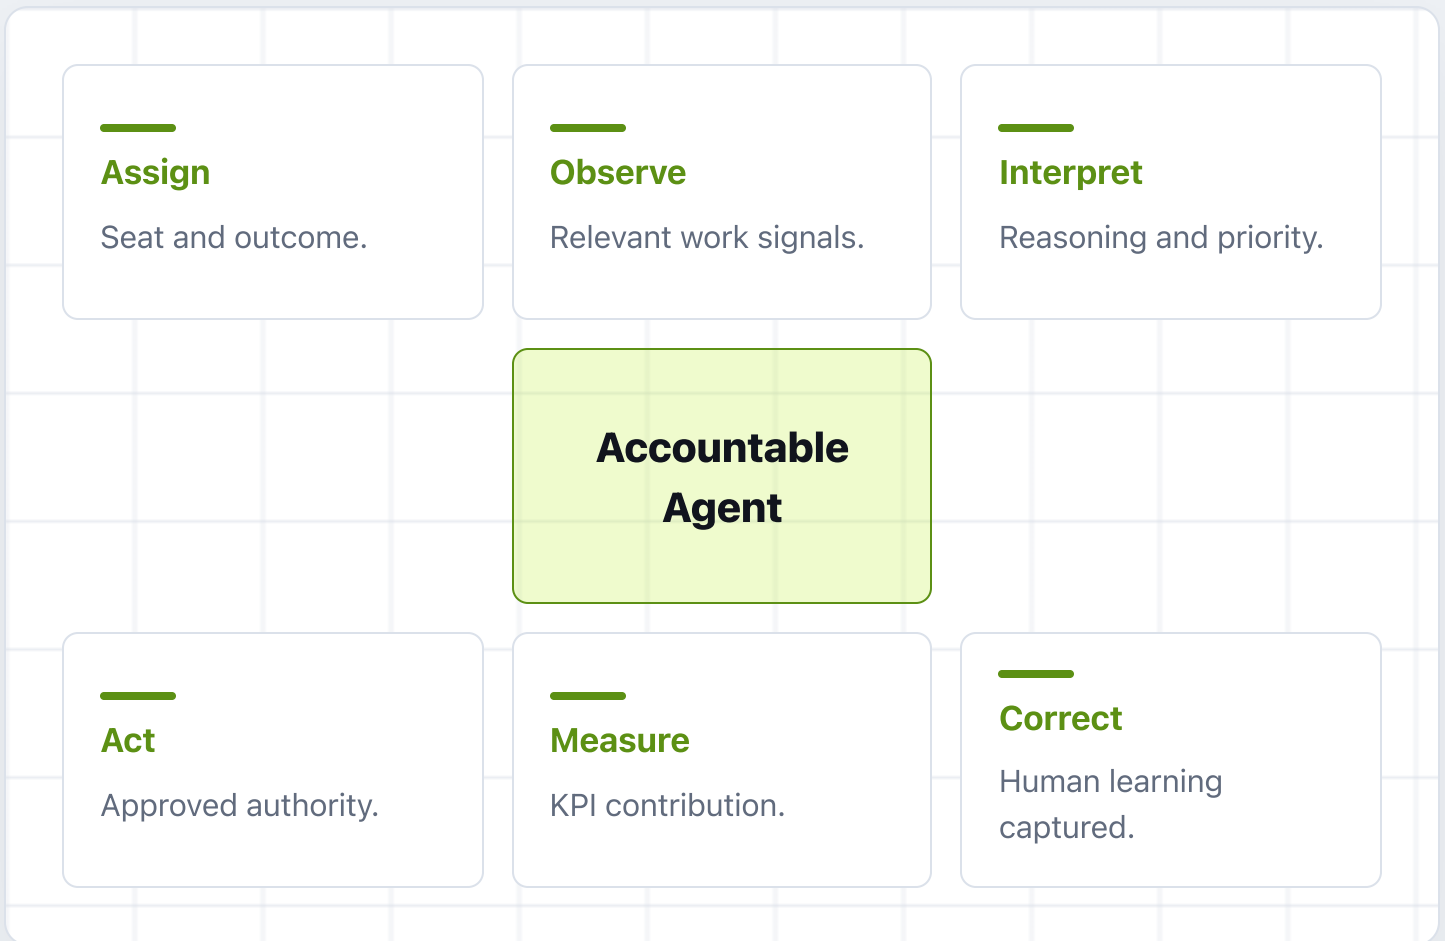 Assign
Seat and outcome.
Observe
Relevant work signals.
Interpret
Reasoning and priority.
Accountable
Agent
Act
Approved authority.
Measure
KPI contribution.
Correct
Human learning
captured.